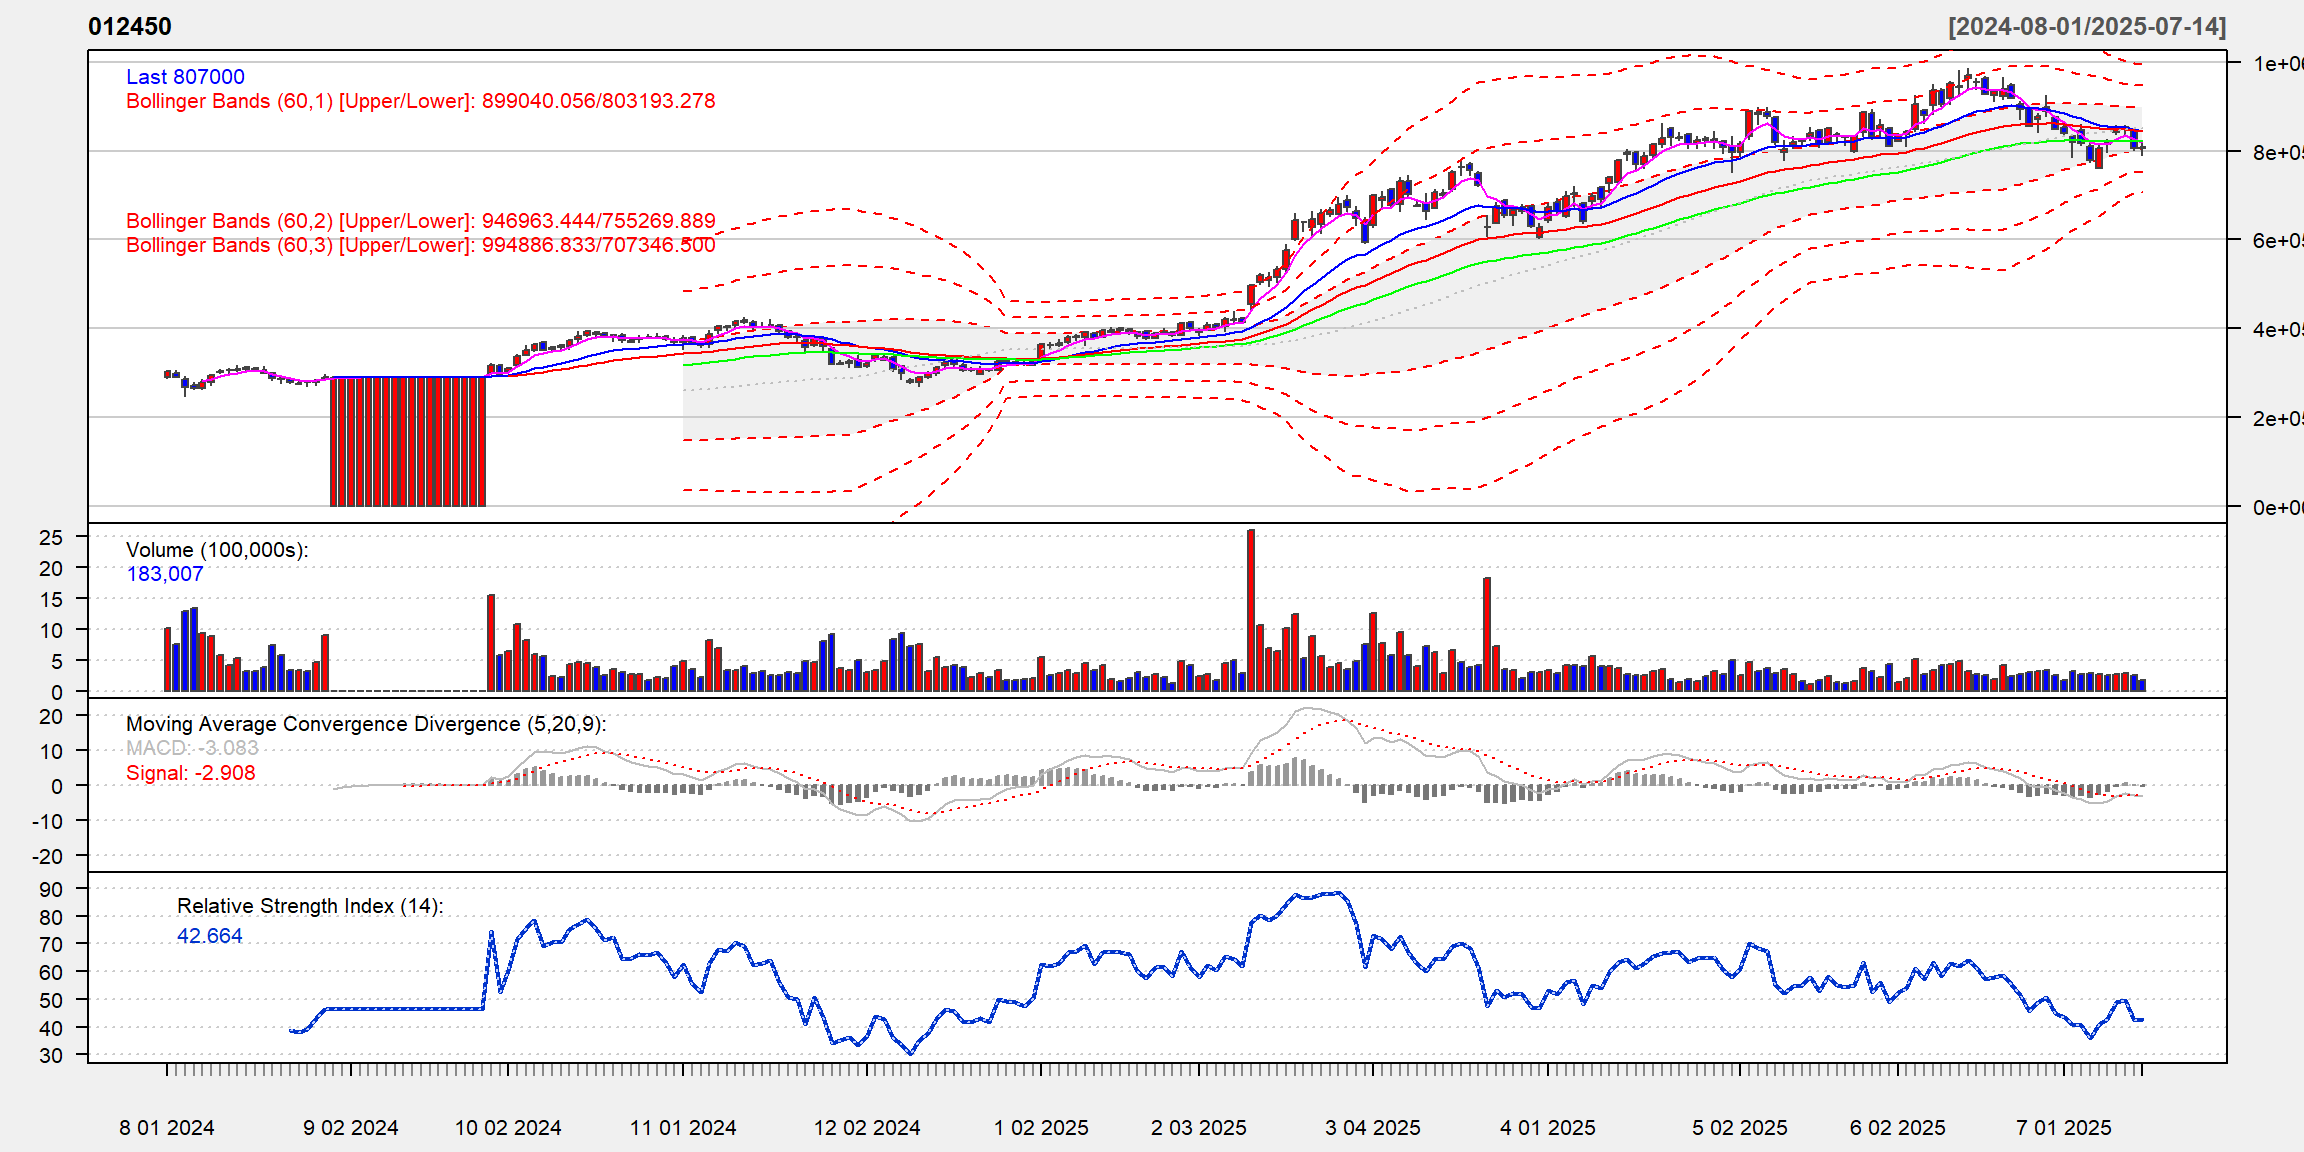 012450
[2024-08-01/2025-07-14]
Last 807000
Bollinger Bands (60,1) [Upper/Lower]: 899040.056/803193.278
Bollinger Bands (60,2) [Upper/Lower]: 946963.444/755269.889
Bollinger Bands (60,3) [Upper/Lower]: 994886.833/707346.500
1e+0
8e+0
6e+0
4e+0
2e+0
0e+0
Volume (100,000s):
183,007
25
20
15
10
5
0
Moving Average Convergence Divergence (5,20,9):
MACD: -3.083
Signal: -2.908
20
10
0
-10
-20
Relative Strength Index (14):
42.664
90
80
70
60
50
40
30
8 01 2024
9 02 2024
10 02 2024
11 01 2024
12 02 2024
1 02 2025
2 03 2025
3 04 2025
4 01 2025
5 02 2025
6 02 2025
7 01 2025